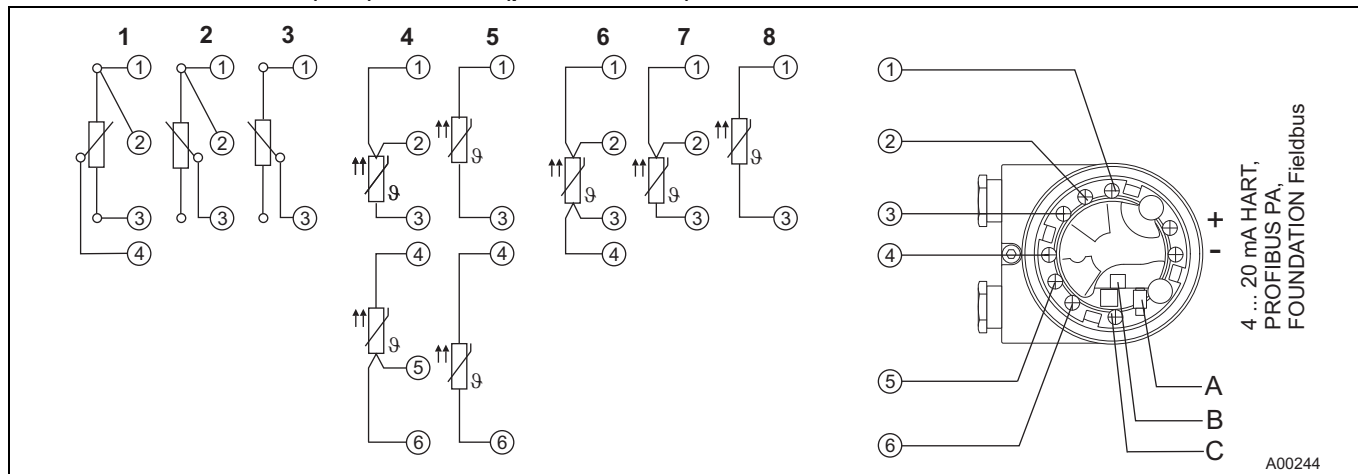 1 2 3 4 5 6 7 8
① ① ① ① ① ① ① ①
② ② ② ② ②
③ ③ ③ ③ ③ ③ ③ ③
④ ④
ϑ ϑ ϑ ϑ ϑ
④ ④
ϑ ϑ
⑤
⑥ ⑥
①
②
③
④
⑤
⑥
+
-
4 ... 20 mA HART,
PROFIBUS PA,
FOUNDATION Fieldbus
A
B
C
A00244